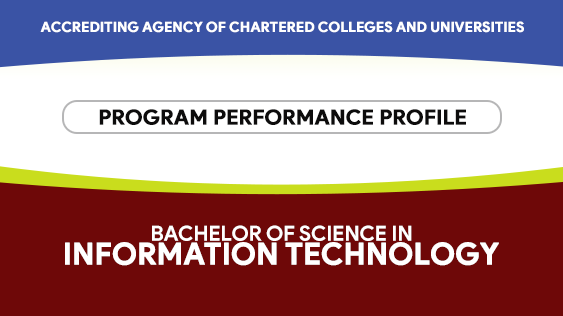 ACCREDITING AGENCY OF CHARTERED COLLEGES AND UNIVERSITIES
PROGRAM PERFORMANCE PROFILE
BACHELOR OF SCIENCE IN
INFORMATION TECHNOLOGY